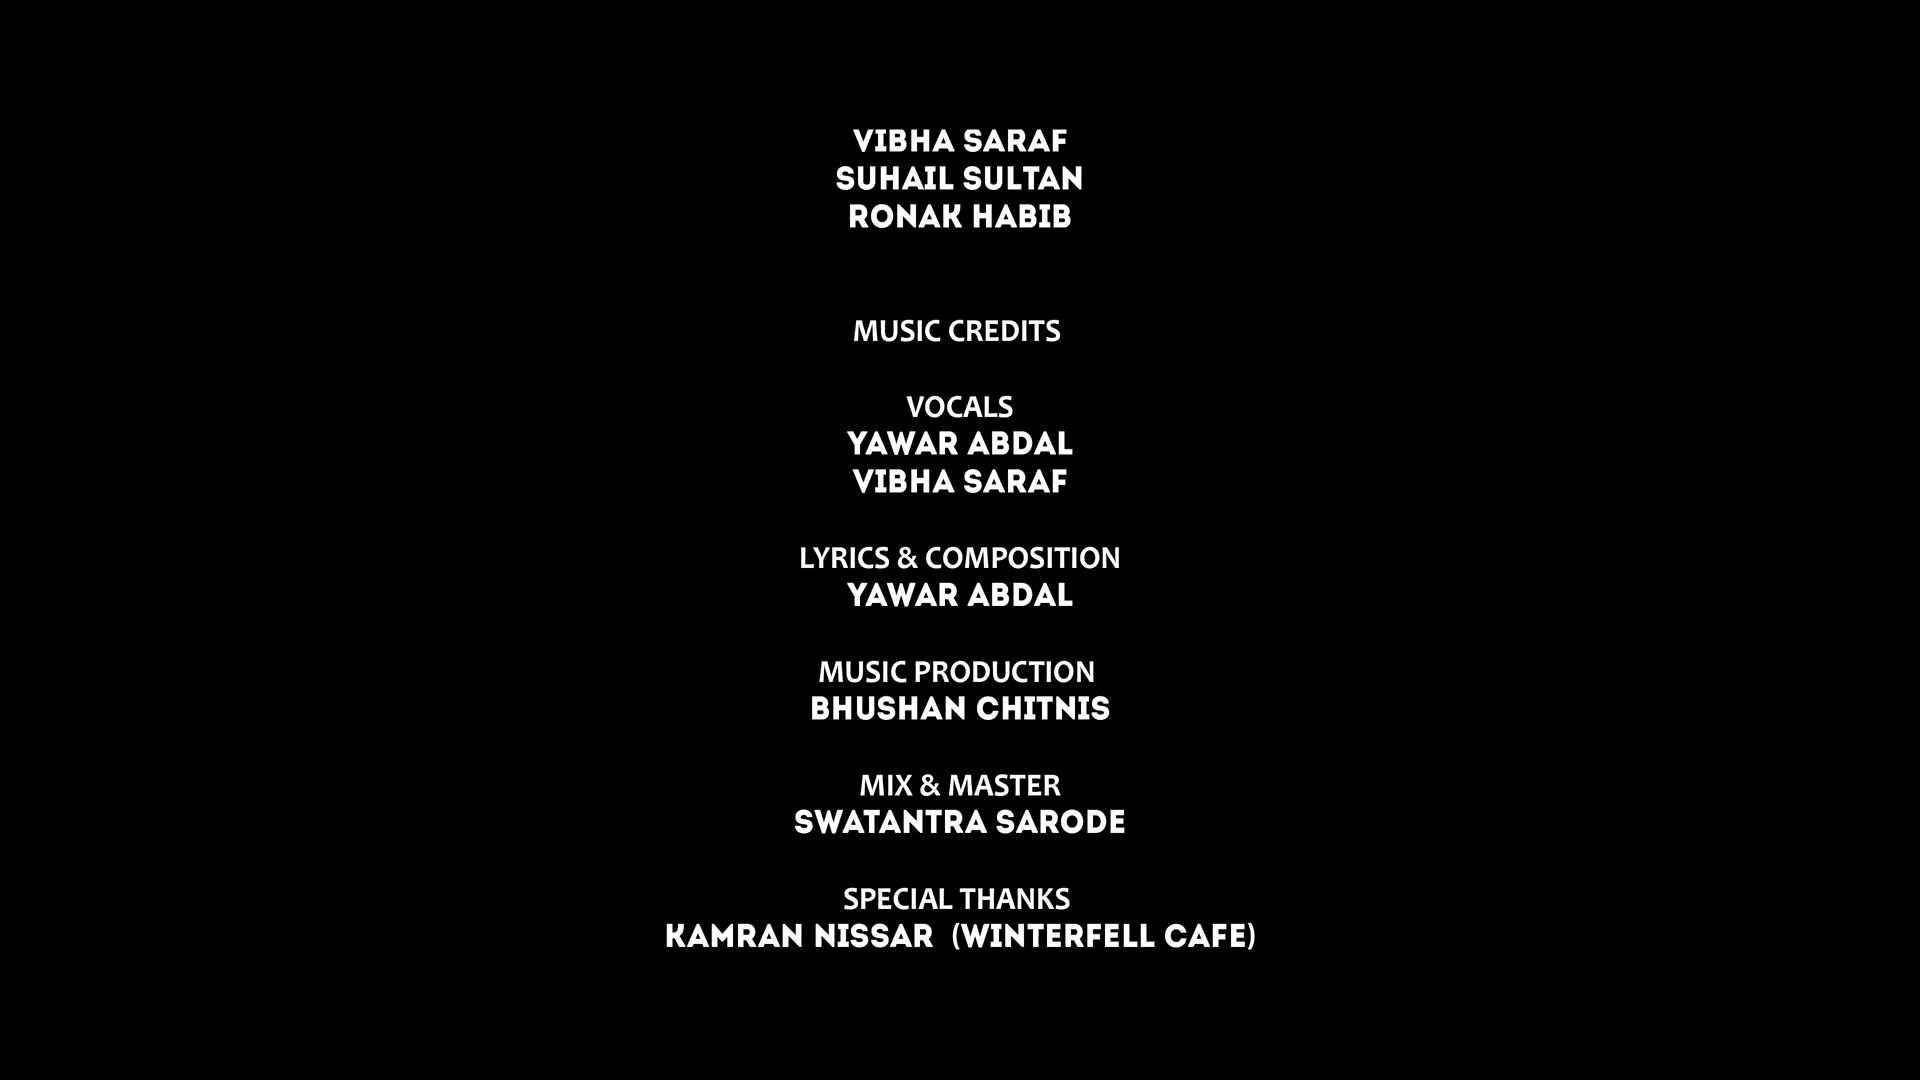 VIBHA SARAF
SUHAIL SULTAN
RONAK HABIB
MUSIC CREDITS
VOCALS
YAWAR ABDAL
VIBHA SARAF
LYRICS & COMPOSITION
YAWAR ABDAL
MUSIC PRODUCTION
BHUSHAN CHITNIS
MIX & MASTER
SWATANTRA SARODE
SPECIAL THANKS
KAMRAN NISSAR (WINTERFELL CAFE)